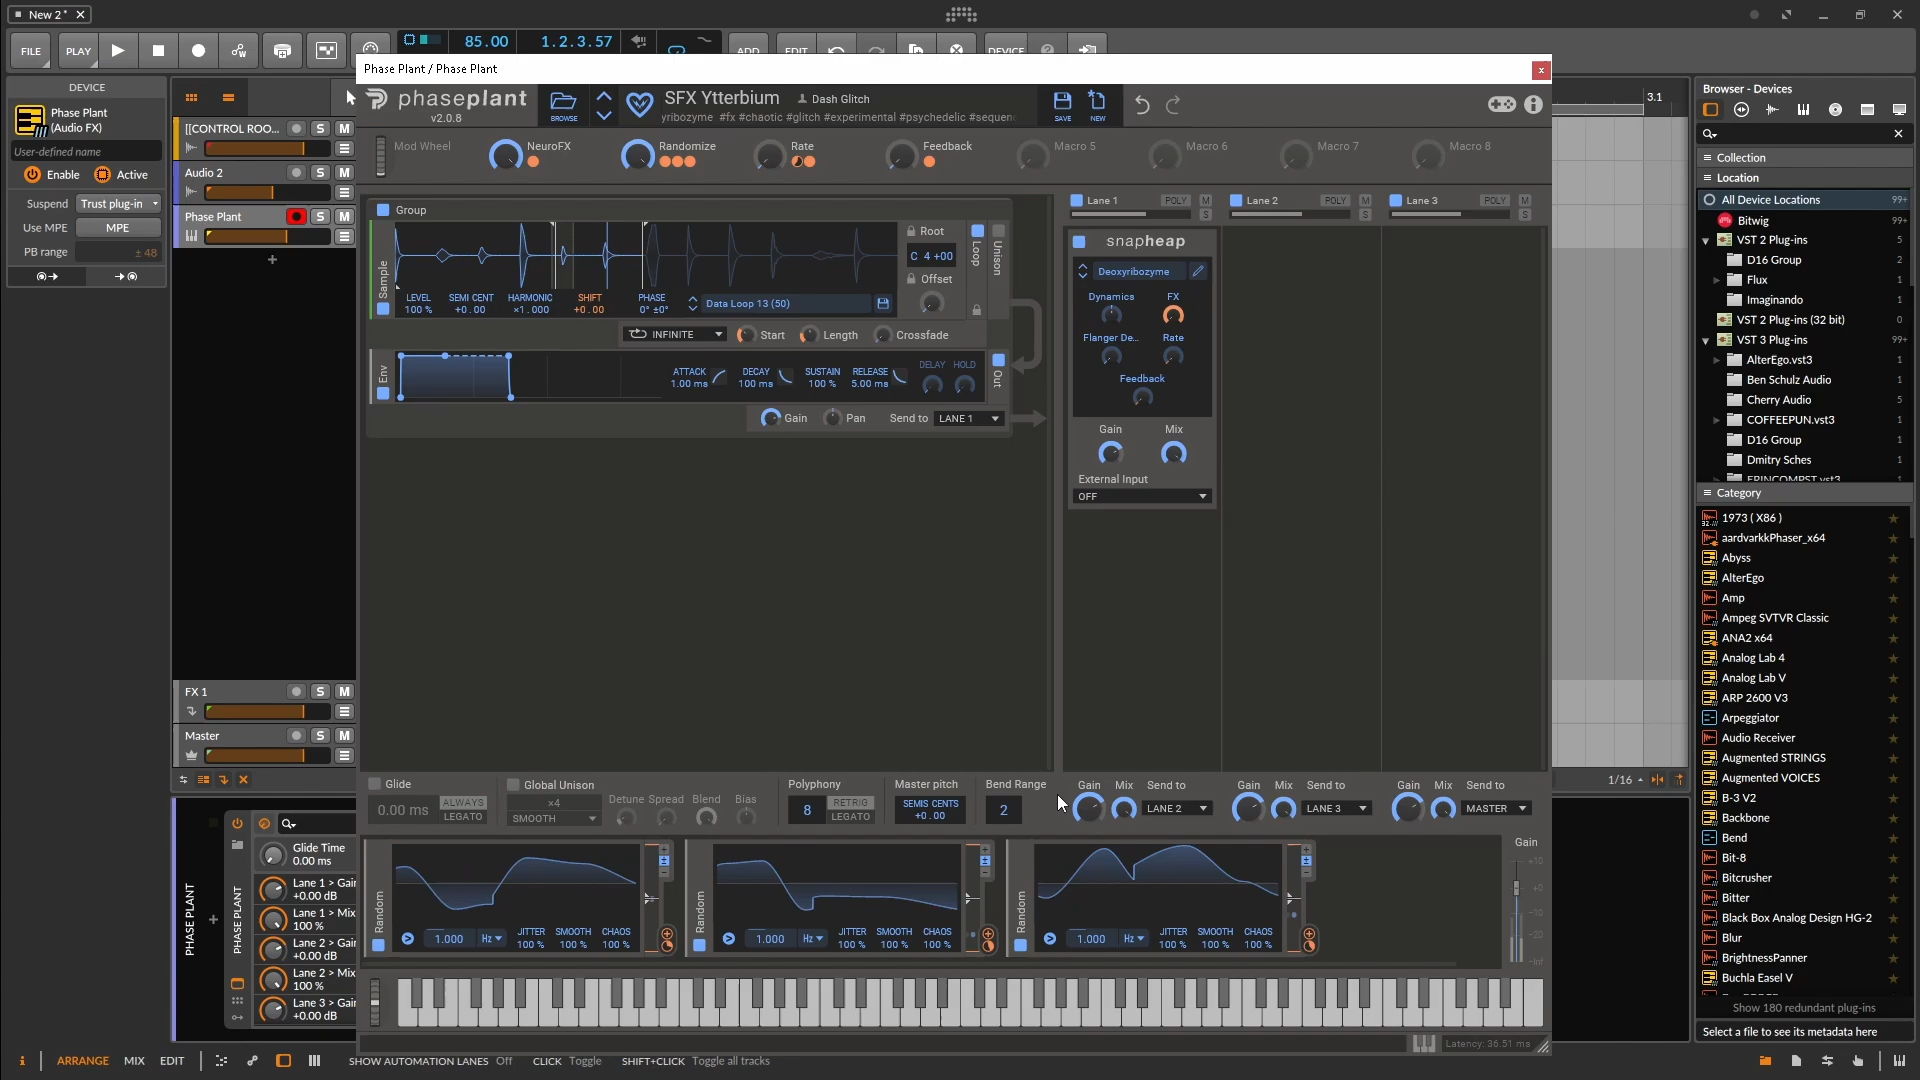 New 2*
FILE
PLAY
85.00
1.2.3.57
ADD
EDIT
DEVICE
DEVICE
Phase Plant
(Audio FX)
User-defined name
Enable
Active
Suspend
Trust plug-in
Use MPE
MPE
PB range
± 48
[[CONTROL ROO...
S
M
Audio 2
S
M
Phase Plant
S
M
FX 1
S
M
Master
S
M
Phase Plant / Phase Plant
phaseplant
v2.0.8
BROWSE
SFX Ytterbium
Dash Glitch
yribozyme #fx #chaotic #glitch #experimental #psychedelic #sequen
SAVE
NEW
Mod Wheel
NeuroFX
Randomize
Rate
Feedback
Macro 5
Macro 6
Macro 7
Macro 8
Group
Sample
LEVEL
100 %
SEMI CENT
+0.00
HARMONIC
×1.000
SHIFT
+0.00
PHASE
0° ±0°
Data Loop 13 (50)
Root
C 4 +00
Offset
Loop
Unison
INFINITE
Start
Length
Crossfade
Env
ATTACK
1.00 ms
DECAY
100 ms
SUSTAIN
100 %
RELEASE
5.00 ms
DELAY
HOLD
Out
Gain
Pan
Send to
LANE 1
Lane 1
POLY
M
S
Lane 2
POLY
M
S
Lane 3
POLY
M
S
snapheap
Deoxyribozyme
Dynamics
FX
Flanger De...
Rate
Feedback
Gain
Mix
External Input
OFF
Glide
0.00 ms
ALWAYS
LEGATO
Global Unison
×4
SMOOTH
Detune
Spread
Blend
Bias
Polyphony
8
RETRIG
LEGATO
Master pitch
SEMIS CENTS
+0.00
Bend Range
2
Gain
Mix
Send to
LANE 2
Gain
Mix
Send to
LANE 3
Gain
Mix
Send to
MASTER
Random
1.000
Hz
JITTER
100 %
SMOOTH
100 %
CHAOS
100 %
Random
1.000
Hz
JITTER
100 %
SMOOTH
100 %
CHAOS
100 %
Random
1.000
Hz
JITTER
100 %
SMOOTH
100 %
CHAOS
100 %
Gain
+10
+0
-10
-20
-Inf
Latency: 36.51 ms
3.1
1/16
PHASE PLANT
PHASE PLANT
Glide Time
0.00 ms
Lane 1 > Gain
+0.00 dB
Lane 1 > Mix
100 %
Lane 2 > Gain
+0.00 dB
Lane 2 > Mix
100 %
Lane 3 > Gain
+0.00 dB
ARRANGE
MIX
EDIT
SHOW AUTOMATION LANES Off
CLICK Toggle
SHIFT+CLICK Toggle all tracks
Browser - Devices
Collection
Location
All Device Locations 99+
Bitwig 99+
VST 2 Plug-ins 5
D16 Group 2
Flux 1
Imaginando 1
VST 2 Plug-ins (32 bit) 0
VST 3 Plug-ins 99+
AlterEgo.vst3 1
Ben Schulz Audio 1
Cherry Audio 5
COFFEEPUN.vst3 1
D16 Group 1
Dmitry Sches 1
ERINCOMPST.vst3 1
Category
1973 ( X86 )
aardvarkkPhaser_x64
Abyss
AlterEgo
Amp
Ampeg SVTVR Classic
ANA2 x64
Analog Lab 4
Analog Lab V
ARP 2600 V3
Arpeggiator
Audio Receiver
Augmented STRINGS
Augmented VOICES
B-3 V2
Backbone
Bend
Bit-8
Bitcrusher
Bitter
Black Box Analog Design HG-2
Blur
BrightnessPanner
Buchla Easel V
Show 180 redundant plug-ins
Select a file to see its metadata here